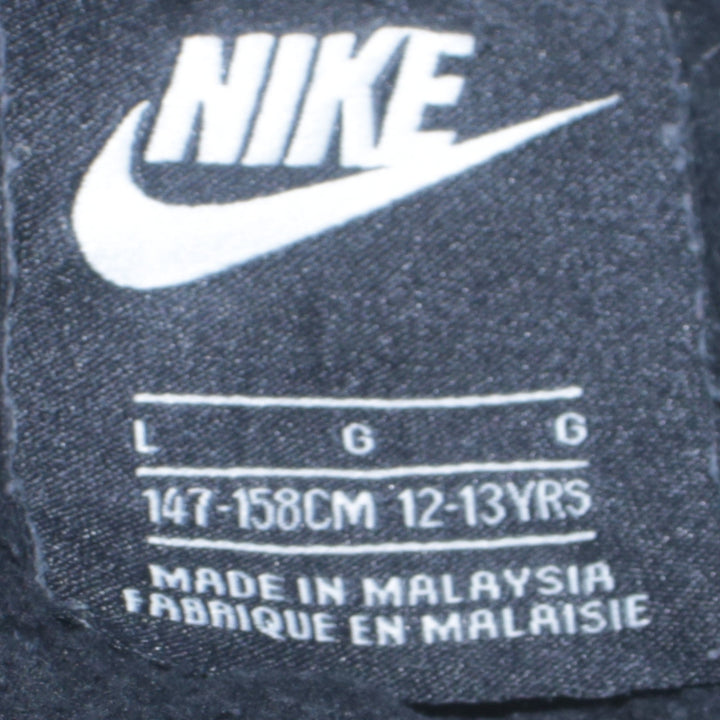 NIKE
L G G
147-158CM 12-13YRS
MADE IN MALAYSIA
FABRIQUE EN MALAISIE